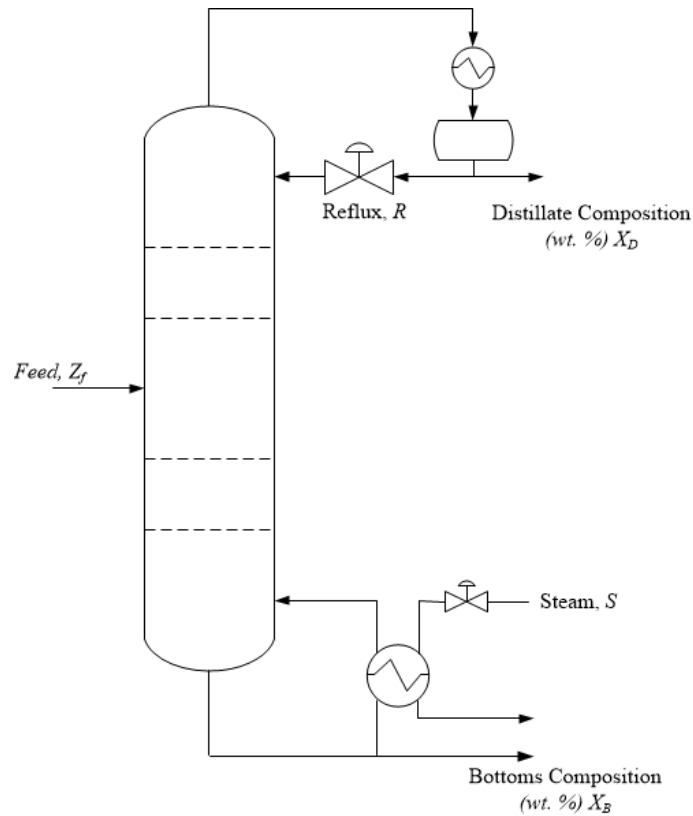 Reflux, R
Distillate Composition
(wt. %) X_D
Feed, Z_f
Steam, S
Bottoms Composition
(wt. %) X_B